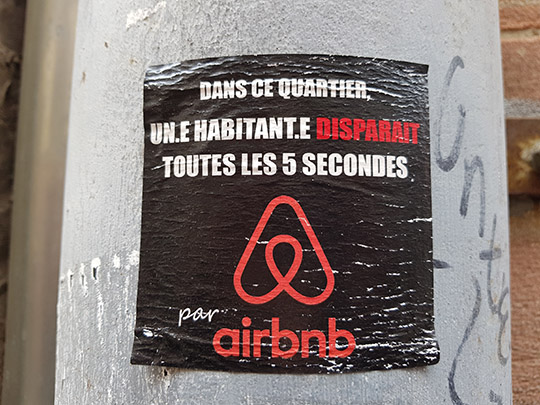 DANS CE QUARTIER,
UN.E HABITANT.E DISPARAIT
TOUTES LES 5 SECONDES
par
airbnb